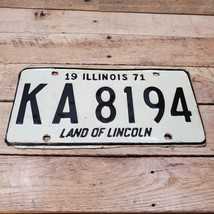 19 ILLINOIS 71
KA 8194
LAND OF LINCOLN